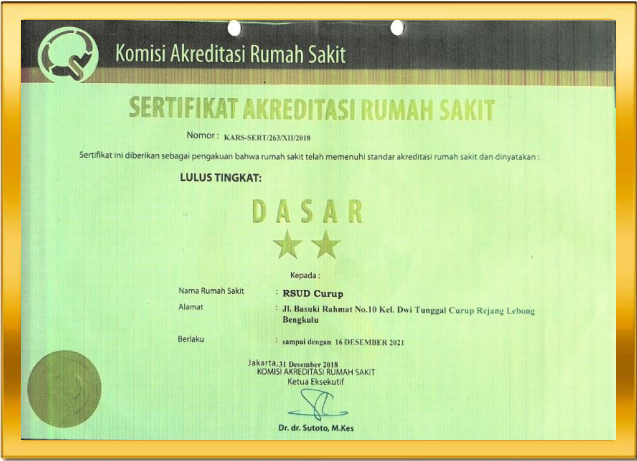 Komisi Akreditasi Rumah Sakit
SERTIFIKAT AKREDITASI RUMAH SAKIT
Nomor : KARS-SERT/263/XII/2018
Sertifikat ini diberikan sebagai pengakuan bahwa rumah sakit telah memenuhi standar akreditasi rumah sakit dan dinyatakan :
LULUS TINGKAT:
DASAR
Kepada :
Nama Rumah Sakit : RSUD Curup
Alamat : Jl. Basuki Rahmat No.10 Kel. Dwi Tunggal Curup Rejang Lebong
Bengkulu
Berlaku : sampai dengan 16 DESEMBER 2021
Jakarta, 31 Desember 2018
KOMISI AKREDITASI RUMAH SAKIT
Ketua Eksekutif
Dr. dr. Sutoto, M.Kes